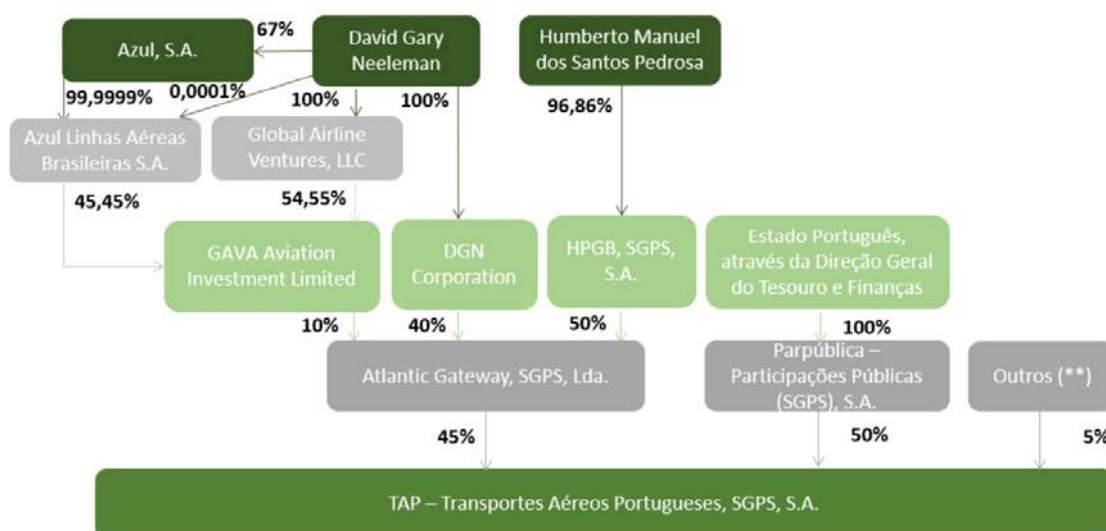 67%
Azul, S.A.
David Gary
Neeleman
Humberto Manuel
dos Santos Pedrosa
99,9999%
0,0001%
100%
100%
96,86%
Azul Linhas Aéreas
Brasileiras S.A.
Global Airline
Ventures, LLC
45,45%
54,55%
GAVA Aviation
Investment Limited
DGN
Corporation
HPGB, SGPS,
S.A.
Estado Português,
através da Direção Geral
do Tesouro e Finanças
10%
40%
50%
100%
Atlantic Gateway, SGPS, Lda.
Parpública –
Participações Públicas
(SGPS), S.A.
Outros (**)
45%
50%
5%
TAP – Transportes Aéreos Portugueses, SGPS, S.A.